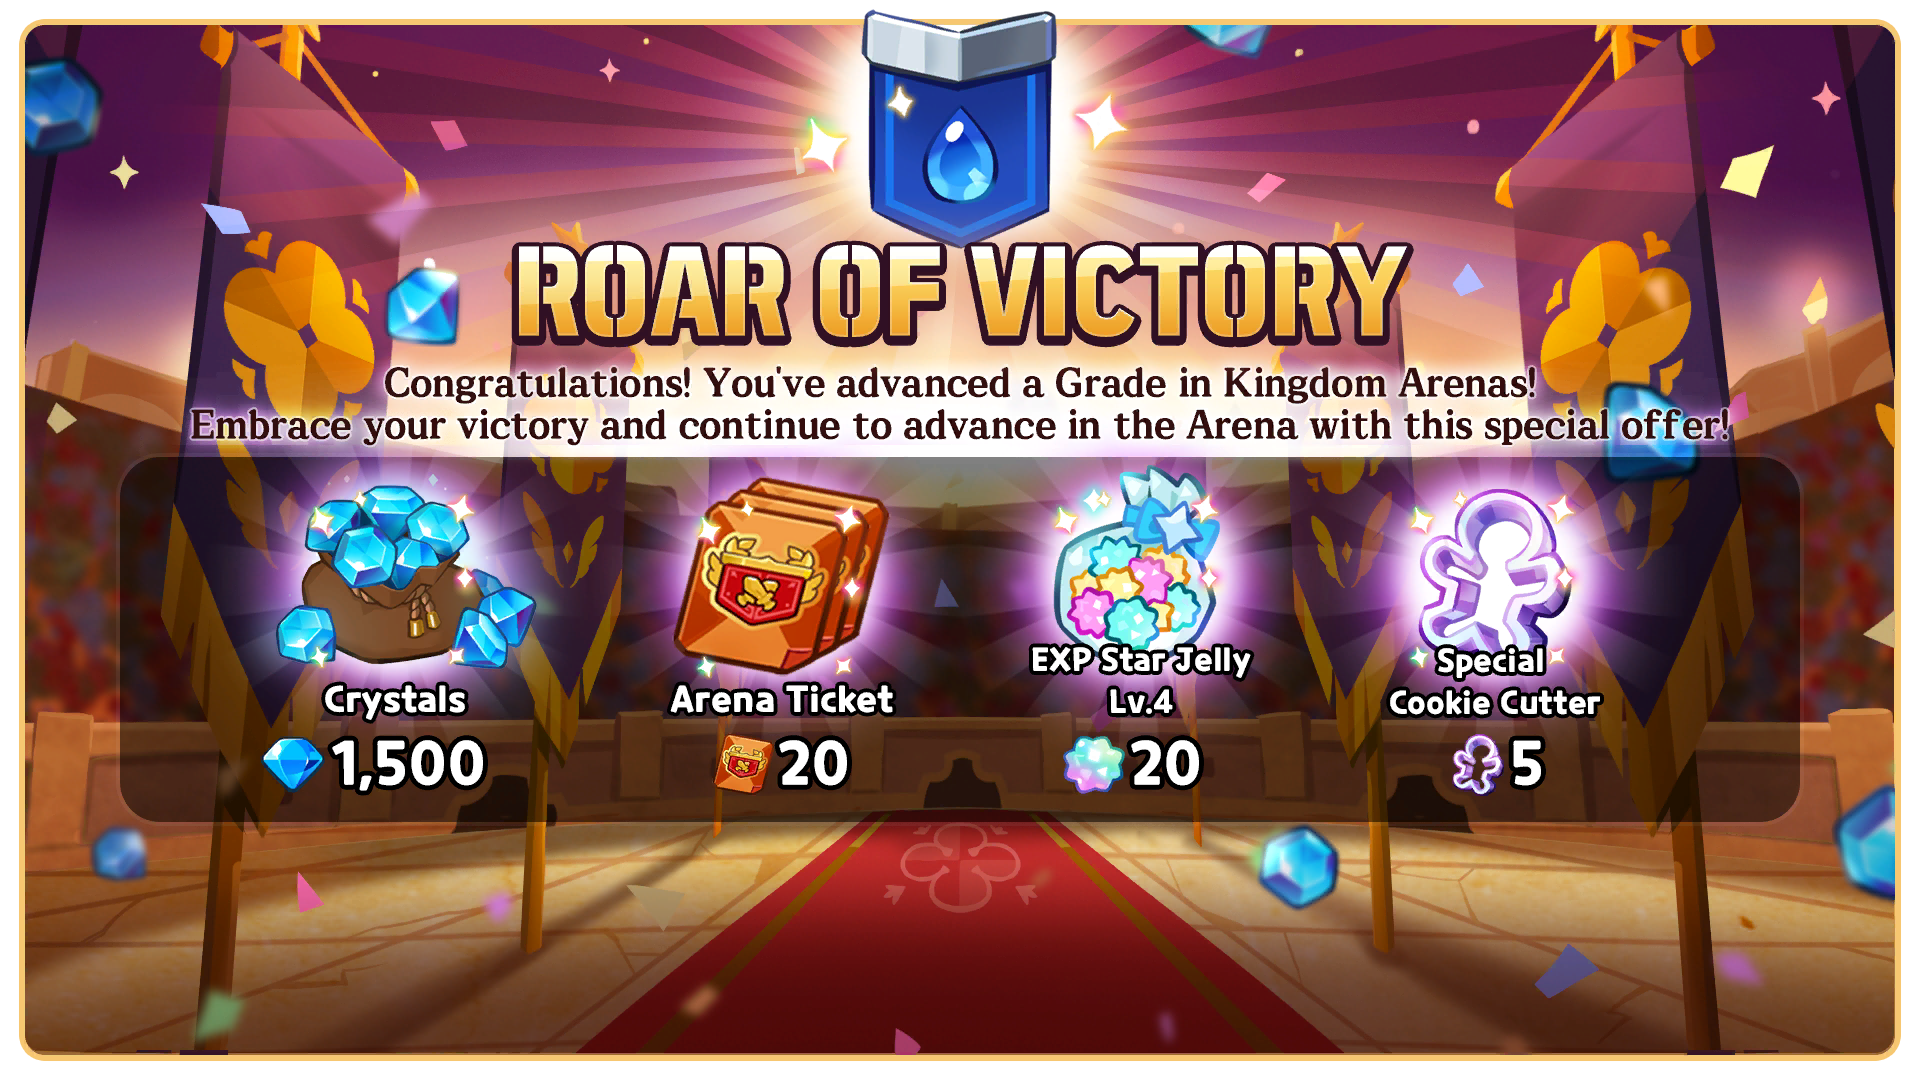 ROAR OF VICTORY
Congratulations! You've advanced a Grade in Kingdom Arenas!
Embrace your victory and continue to advance in the Arena with this special offer!
Crystals
1,500
Arena Ticket
20
EXP Star Jelly
Lv.4
20
Special
Cookie Cutter
5